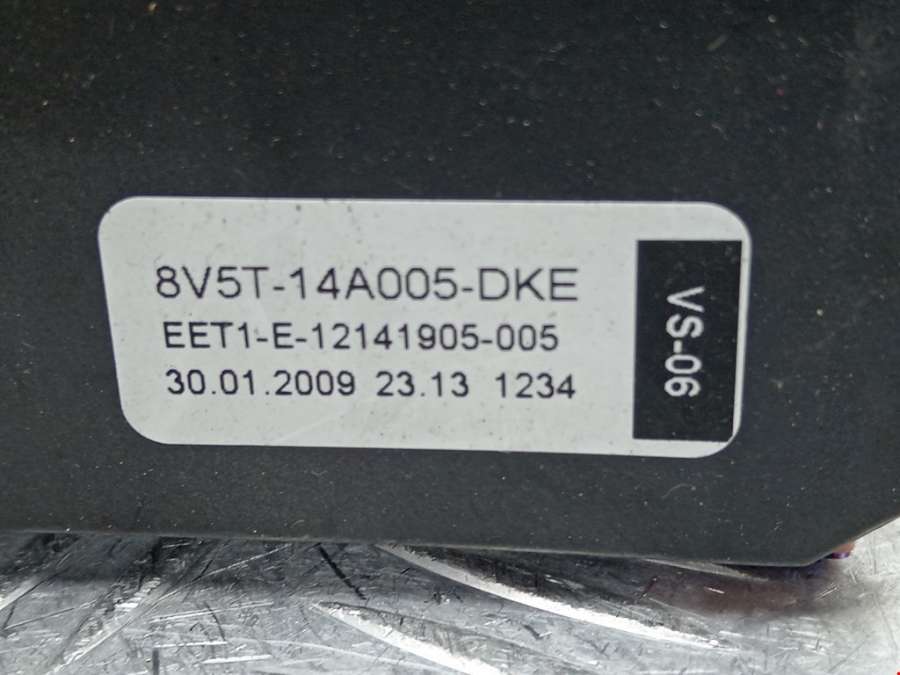 8V5T-14A005-DKE
EET1-E-12141905-005
30.01.2009 23.13 1234
VS-06